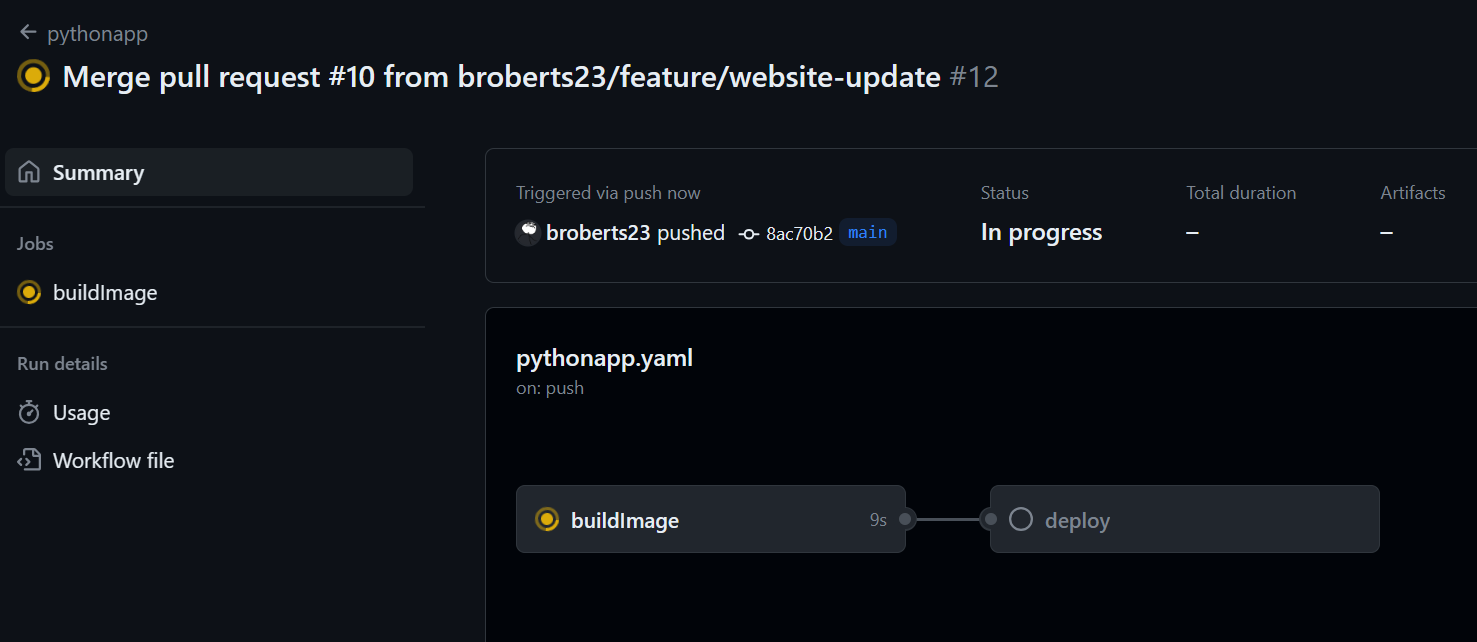 pythonapp
Merge pull request #10 from broberts23/feature/website-update #12
Summary
Jobs
buildImage
Run details
Usage
Workflow file
Triggered via push now
broberts23 pushed 8ac70b2 main
Status
In progress
Total duration
–
Artifacts
–
pythonapp.yaml
on: push
buildImage 9s
deploy